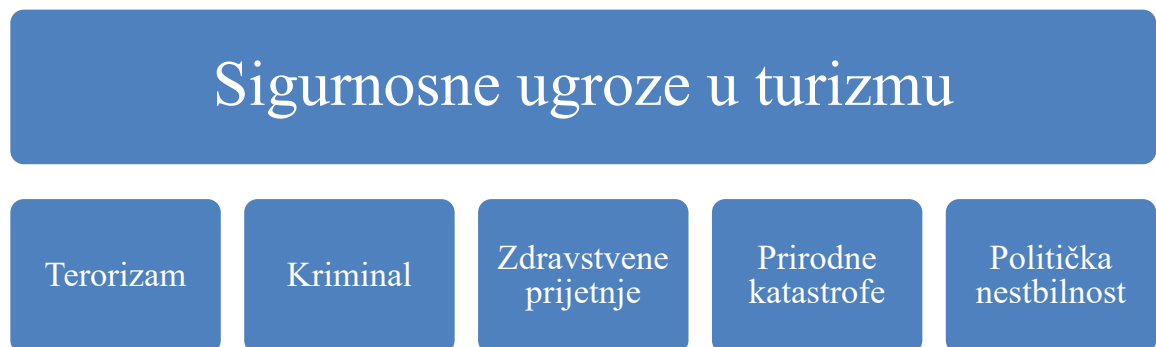 Sigurnosne ugroze u turizmu
Terorizam
Kriminal
Zdravstvene
prijetnje
Prirodne
katastrofe
Politička
nestbilnost